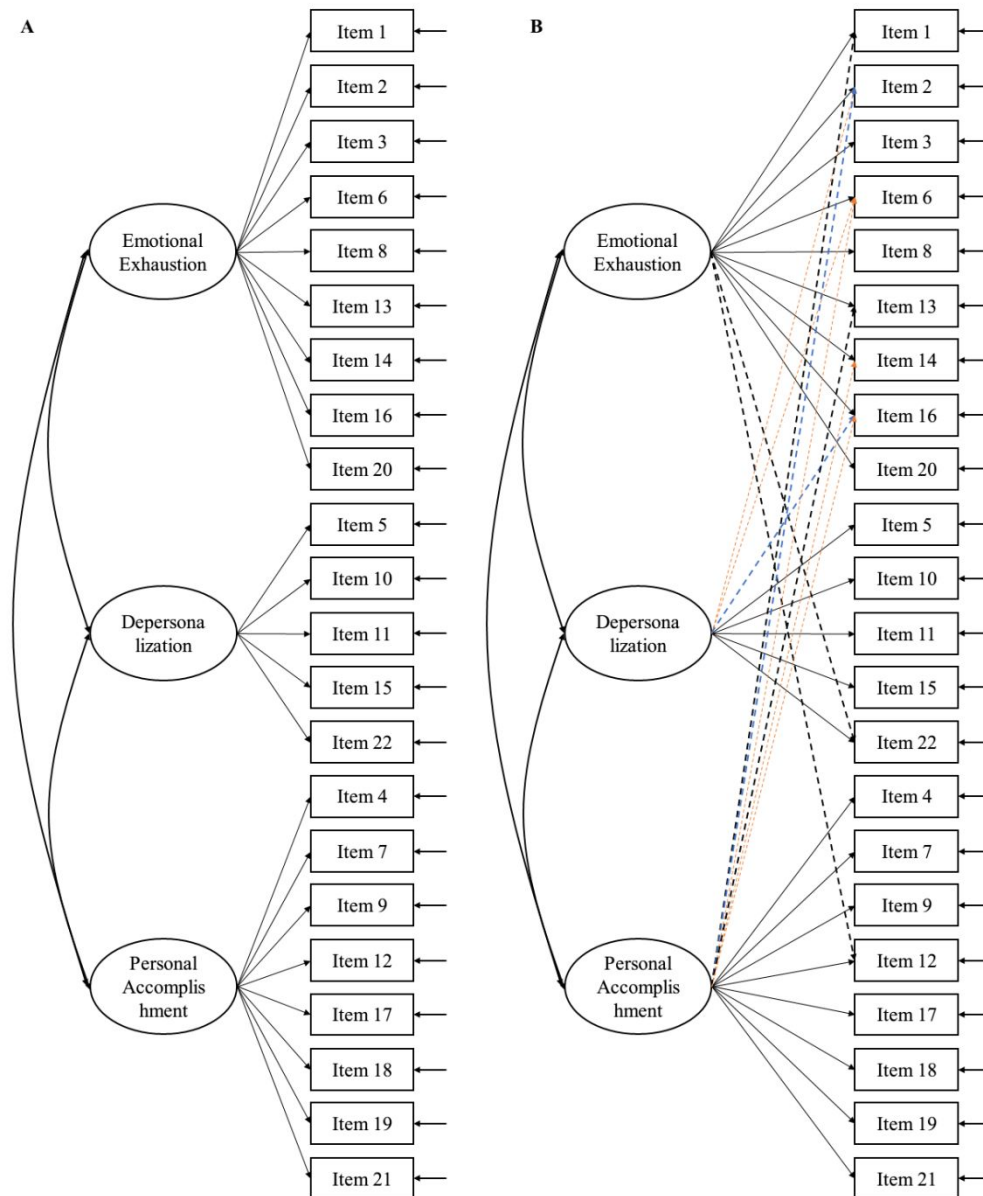 A
Item 1
Item 2
Item 3
Item 6
Item 8
Item 13
Item 14
Item 16
Item 20
Item 5
Item 10
Item 11
Item 15
Item 22
Item 4
Item 7
Item 9
Item 12
Item 17
Item 18
Item 19
Item 21
Emotional
Exhaustion
Depersona
lization
Personal
Accomplis
hment
B
Item 1
Item 2
Item 3
Item 6
Item 8
Item 13
Item 14
Item 16
Item 20
Item 5
Item 10
Item 11
Item 15
Item 22
Item 4
Item 7
Item 9
Item 12
Item 17
Item 18
Item 19
Item 21
Emotional
Exhaustion
Depersona
lization
Personal
Accomplis
hment